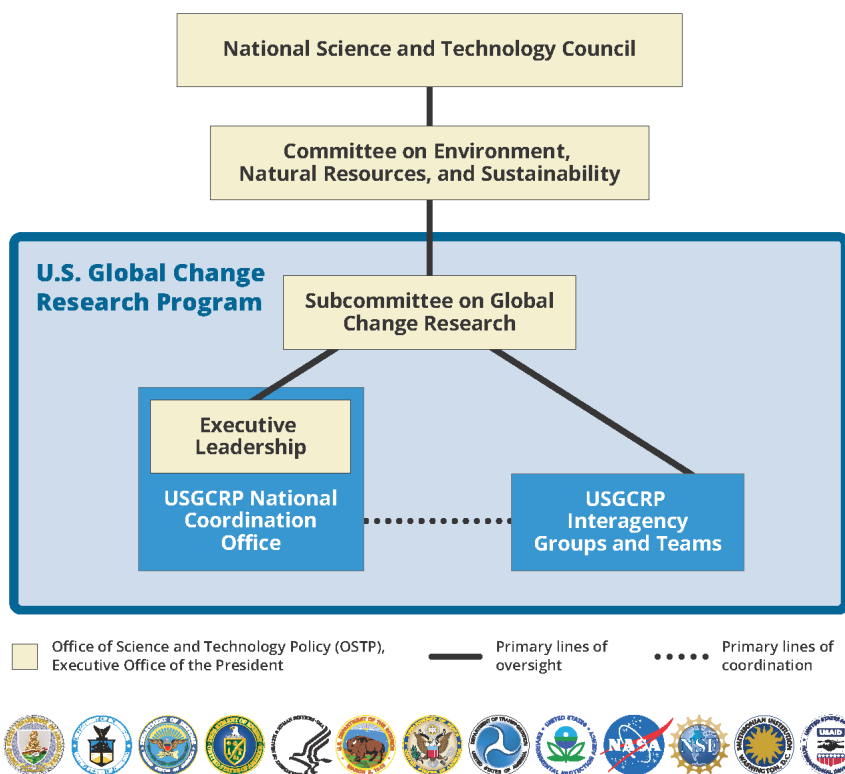 National Science and Technology Council
Committee on Environment,
Natural Resources, and Sustainability
U.S. Global Change
Research Program
Subcommittee on Global
Change Research
Executive
Leadership
USGCRP National
Coordination
Office
USGCRP
Interagency
Groups and Teams
Office of Science and Technology Policy (OSTP),
Executive Office of the President
Primary lines of
oversight
Primary lines of
coordination
NASA
NSF
USAID